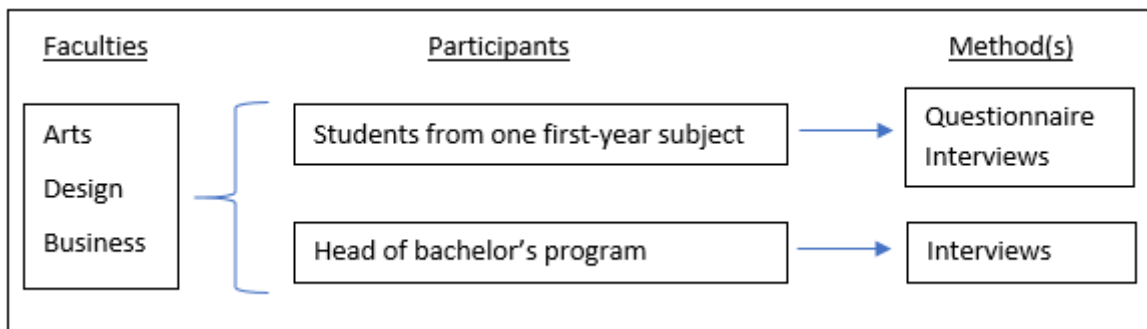 Faculties Participants Method(s)
Arts
Design
Business
Students from one first-year subject
Questionnaire
Interviews
Head of bachelor’s program
Interviews